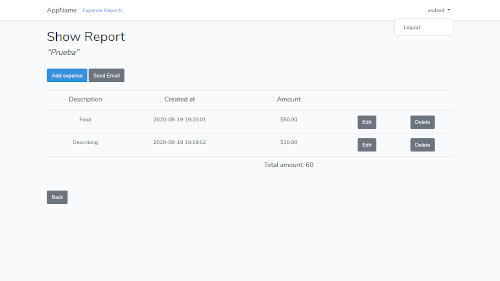 AppName Expense Reports asdasd
Logout
Show Report
"Prueba"
Add expense Send Email
Description Created at Amount
Food 2020-08-19 19:20:01 $50.00 Edit Delete
Describing 2020-08-19 19:19:52 $10.00 Edit Delete
Total amount: 60
Back